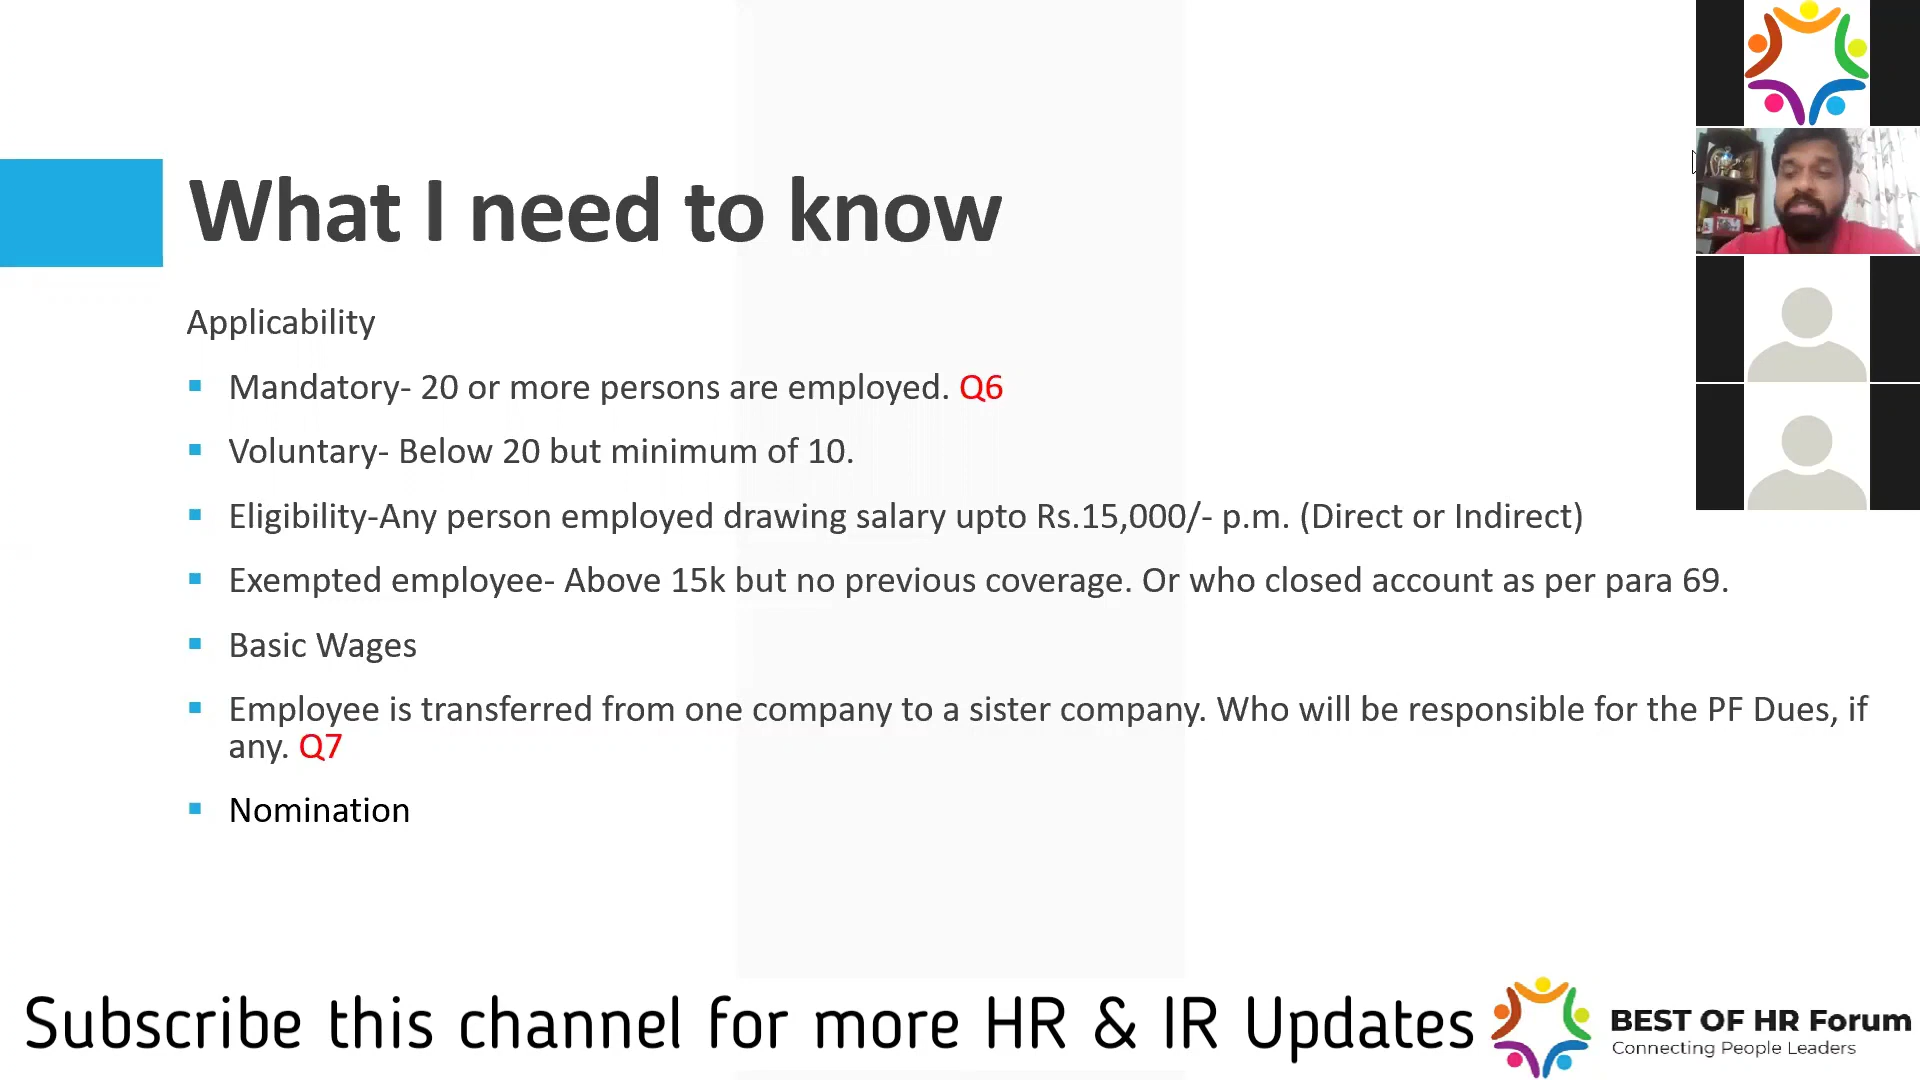 What I need to know
Applicability
Mandatory- 20 or more persons are employed. Q6
Voluntary- Below 20 but minimum of 10.
Eligibility-Any person employed drawing salary upto Rs.15,000/- p.m. (Direct or Indirect)
Exempted employee- Above 15k but no previous coverage. Or who closed account as per para 69.
Basic Wages
Employee is transferred from one company to a sister company. Who will be responsible for the PF Dues, if
any. Q7
Nomination
Subscribe this channel for more HR & IR Updates
BEST OF HR Forum
Connecting People Leaders